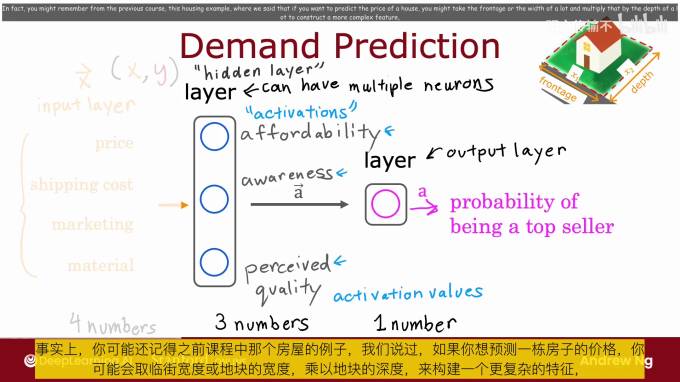 In fact, you might remember from the previous course, this housing example, where we said that if you want to predict the price of a house, you might take the frontage or the width of a lot and multiply that by the depth of a l
ot to construct a more complex feature,
Demand Prediction
x⃗ (x, y)
input layer
price
shipping cost
marketing
material
4 numbers
"hidden layer"
layer ← can have multiple neurons
"activations"
affordability
awareness
a⃗
perceived
quality
activation values
3 numbers
layer ← output layer
a
probability of
being a top seller
1 number
x₁
x₂
frontage
depth
DeepLearning.AI
Stanford
Andrew Ng
事实上，你可能还记得之前课程中那个房屋的例子，我们说过，如果你想预测一栋房子的价格，你
可能会取临街宽度或地块的宽度，乘以地块的深度，来构建一个更复杂的特征，